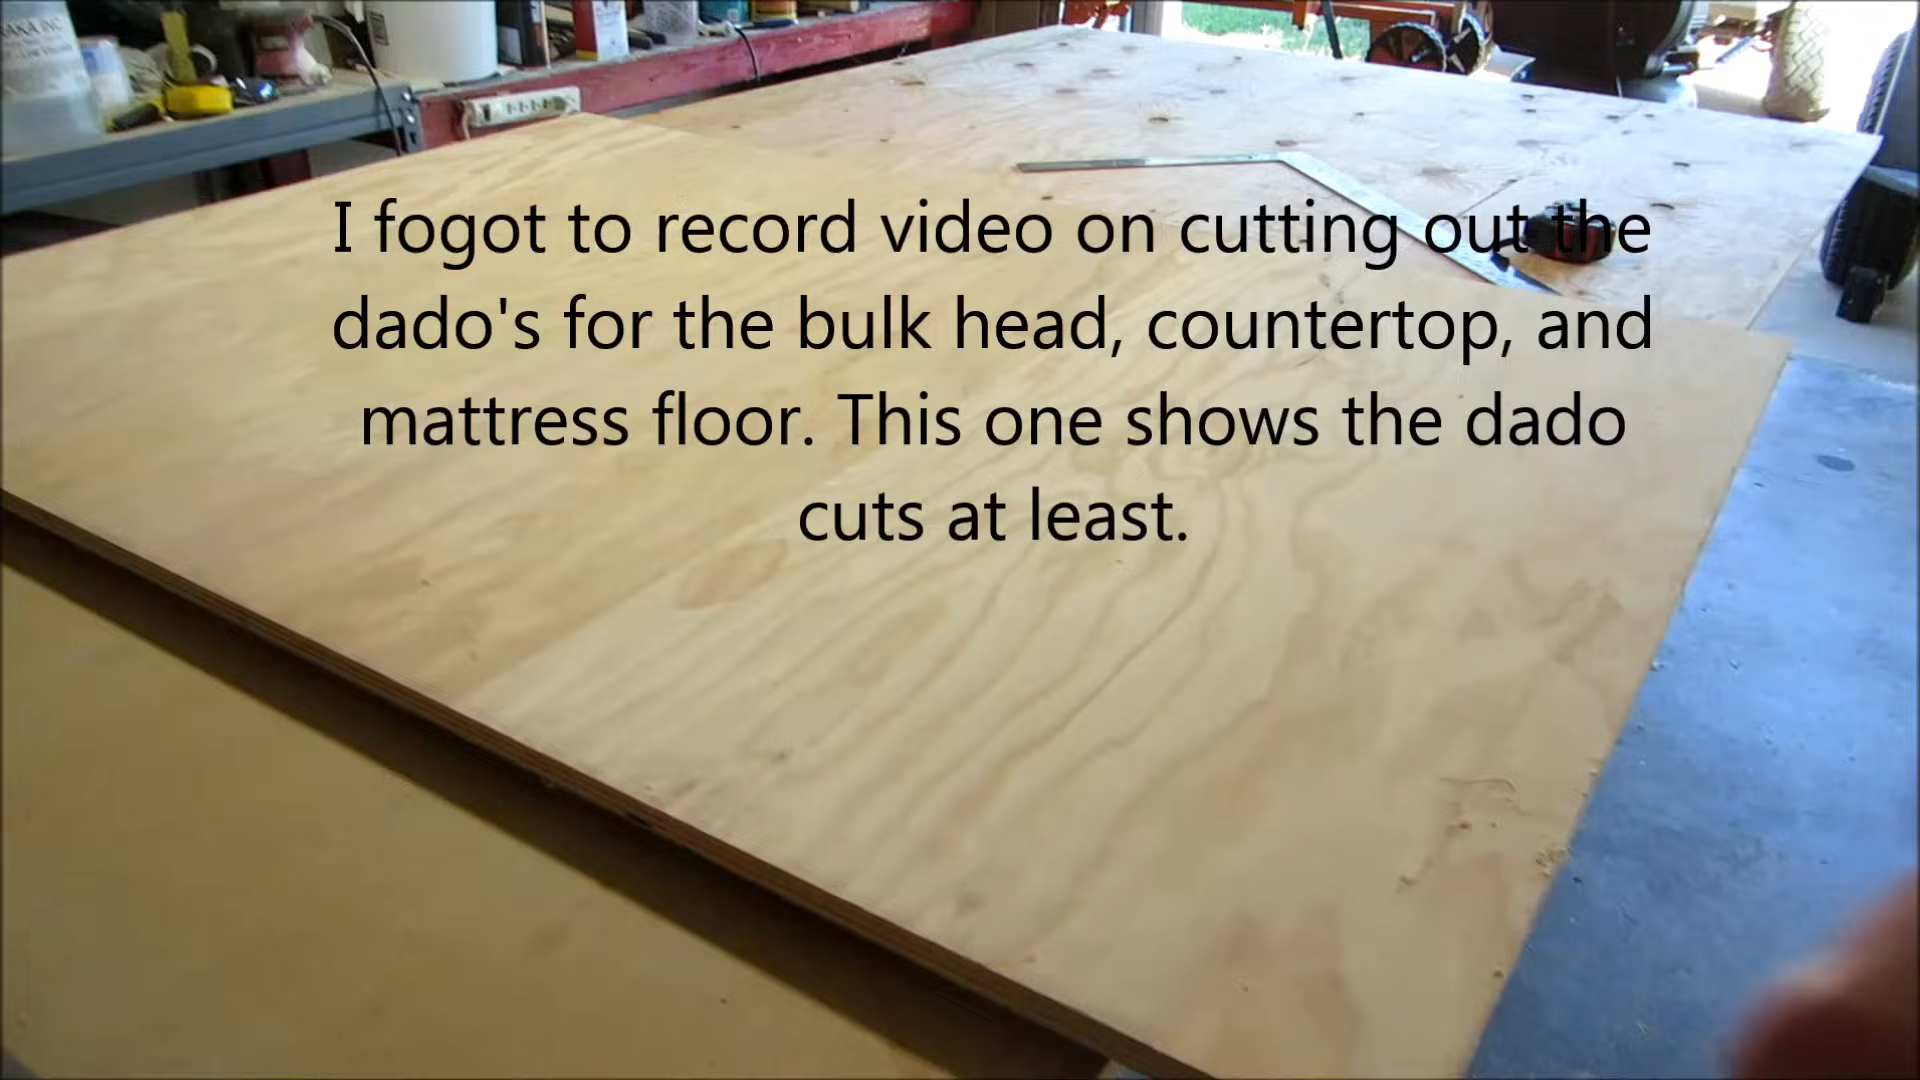 I fogot to record video on cutting out the
dado's for the bulk head, countertop, and
mattress floor. This one shows the dado
cuts at least.